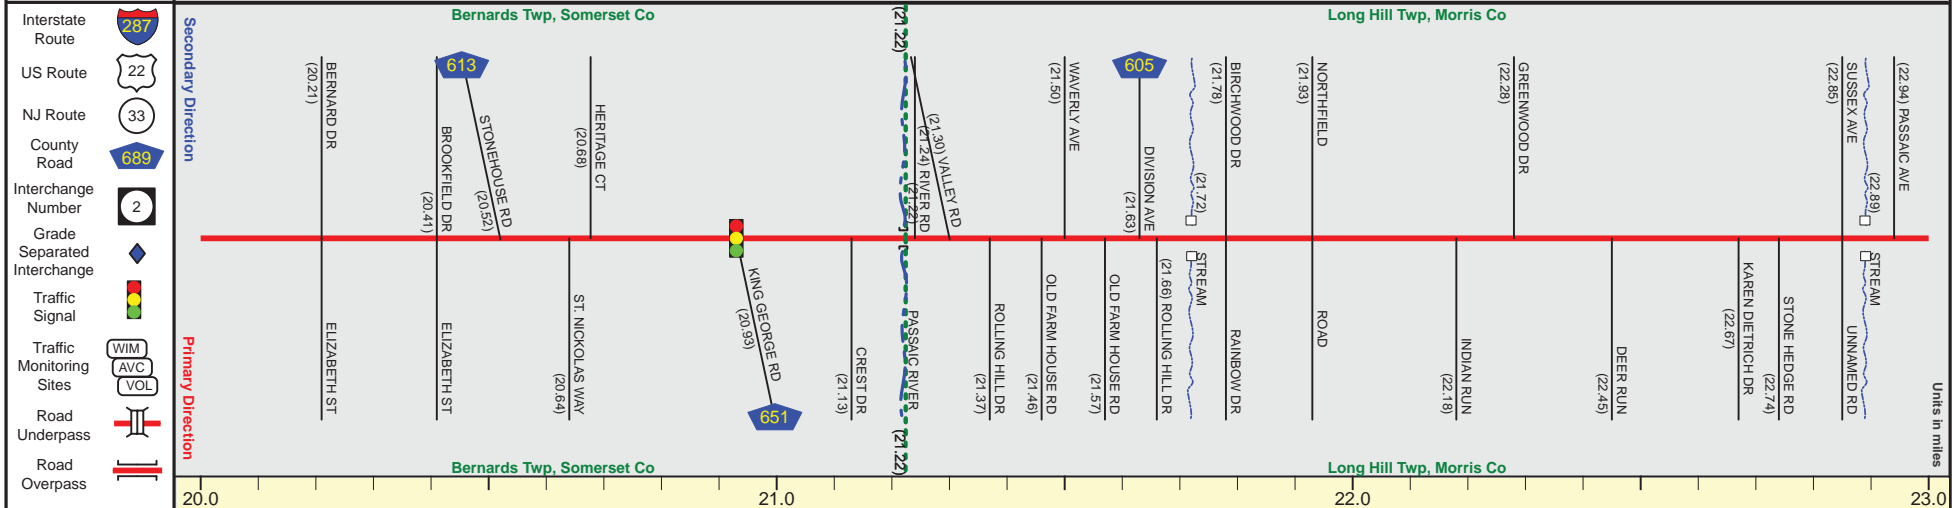 Interstate
Route
287
US Route
22
NJ Route
33
County
Road
689
Interchange
Number
2
Grade
Separated
Interchange
Traffic
Signal
Traffic
Monitoring
Sites
WIM
AVC
VOL
Road
Underpass
Road
Overpass
Secondary Direction
Primary Direction
Bernards Twp, Somerset Co
(21.22)
Long Hill Twp, Morris Co
BERNARD DR
(20.21)
613
BROOKFIELD DR
(20.41)
STONEHOUSE RD
(20.52)
HERITAGE CT
(20.68)
(21.22)
(21.24) RIVER RD
(21.30) VALLEY RD
WAVERLY AVE
(21.50)
605
DIVISION AVE
(21.63)
(21.72)
BIRCHWOOD DR
(21.78)
NORTHFIELD
(21.93)
GREENWOOD DR
(22.28)
SUSSEX AVE
(22.85)
(22.89)
(22.94) PASSAIC AVE
ELIZABETH ST
ELIZABETH ST
ST. NICKOLAS WAY
(20.64)
KING GEORGE RD
(20.93)
651
CREST DR
(21.13)
PASSAIC RIVER
ROLLING HILL DR
(21.37)
OLD FARM HOUSE RD
(21.46)
OLD FARM HOUSE RD
(21.57)
(21.66) ROLLING HILL DR
STREAM
RAINBOW DR
ROAD
INDIAN RUN
(22.18)
DEER RUN
(22.45)
KAREN DIETRICH DR
(22.67)
STONE HEDGE RD
(22.74)
UNNAMED RD
STREAM
Units in miles
Bernards Twp, Somerset Co
(21.22)
Long Hill Twp, Morris Co
20.0
21.0
22.0
23.0